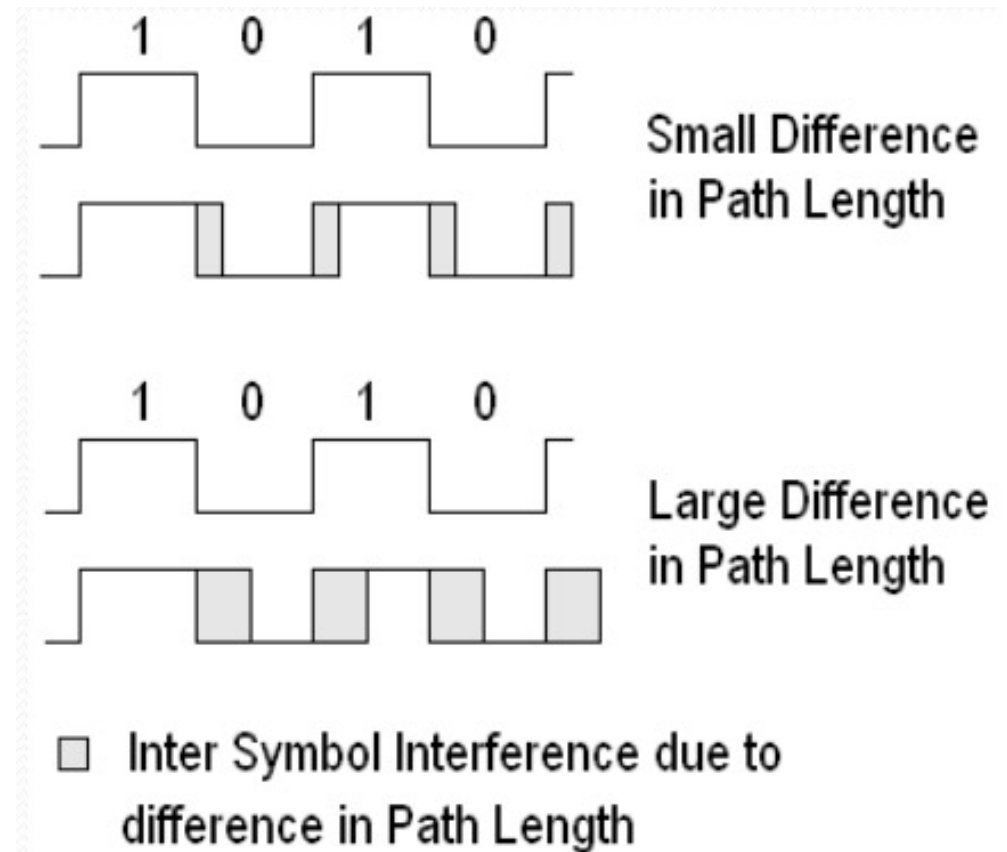 1 0 1 0
Small Difference
in Path Length
1 0 1 0
Large Difference
in Path Length
Inter Symbol Interference due to
difference in Path Length